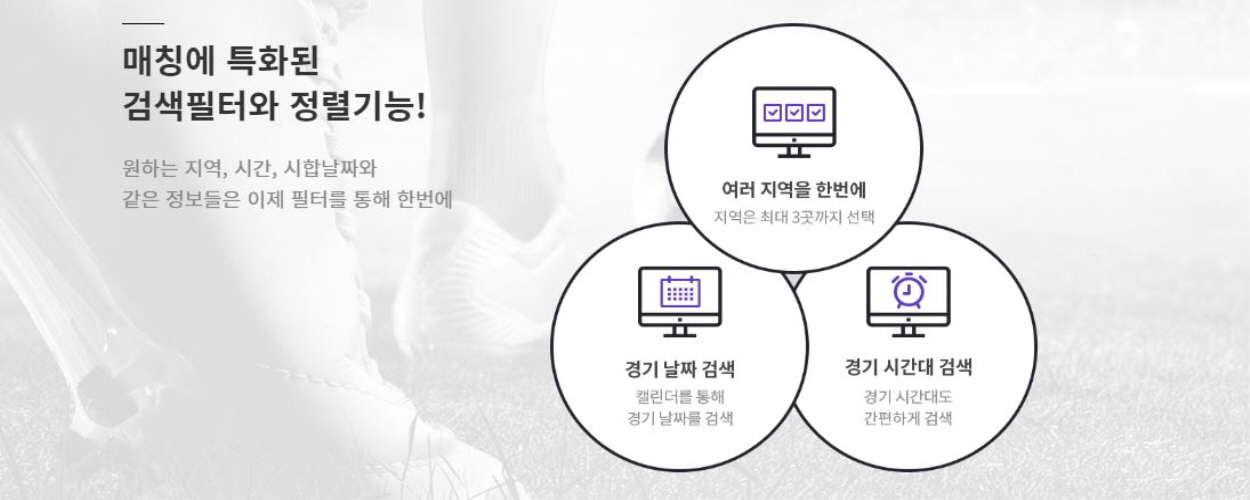 매칭에 특화된
검색필터와 정렬기능!
원하는 지역, 시간, 시합날짜와
같은 정보들은 이제 필터를 통해 한번에
여러 지역을 한번에
지역은 최대 3곳까지 선택
경기 날짜 검색
캘린더를 통해
경기 날짜를 검색
경기 시간대 검색
경기 시간대도
간편하게 검색